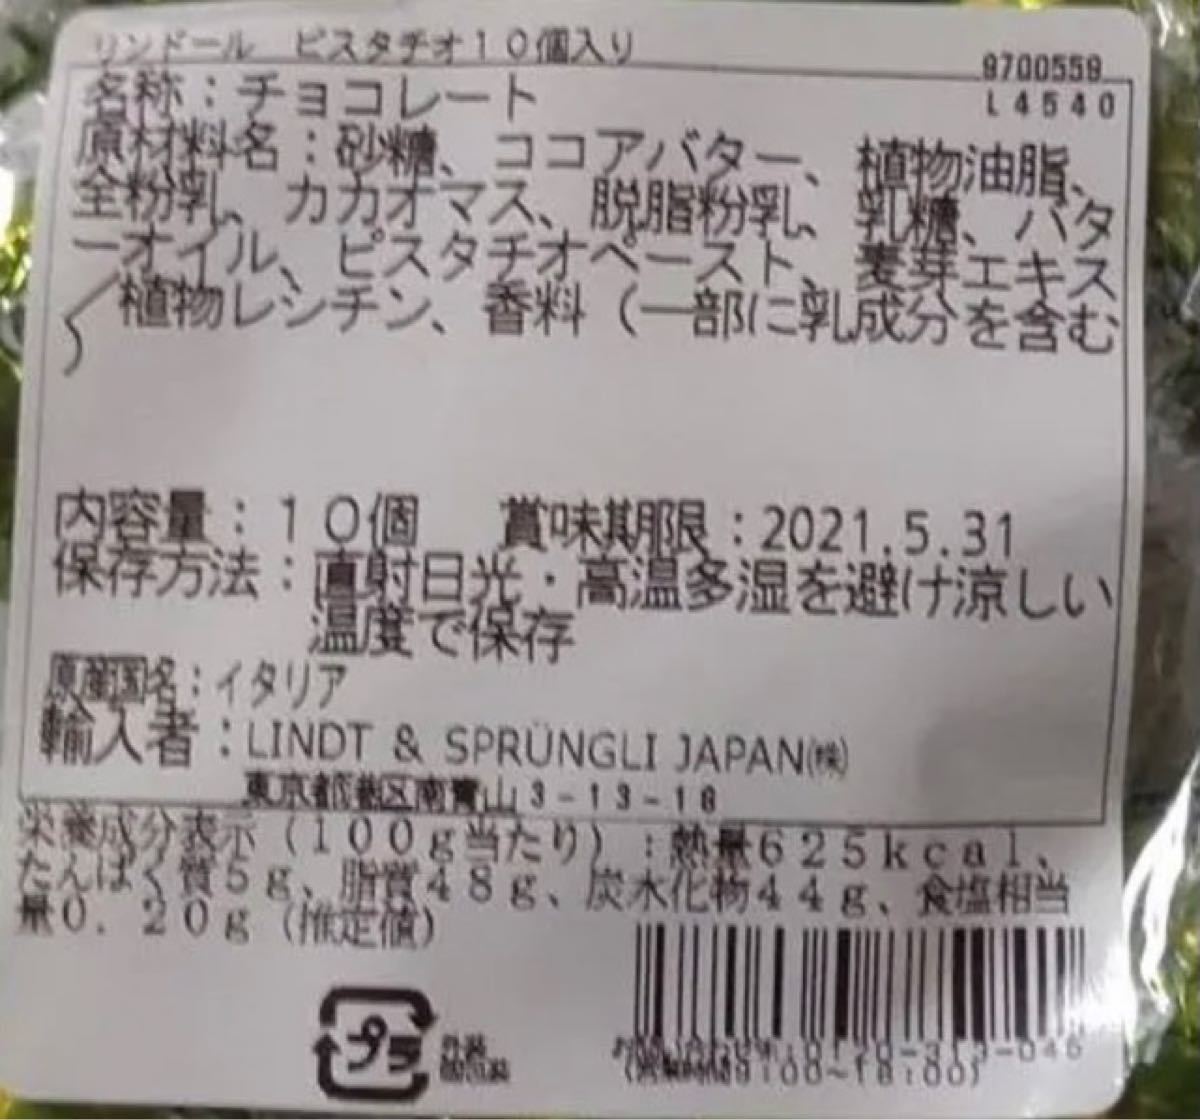 リンドール ピスタチオ10個入り
9700559
L4540
名称：チョコレート
原材料名：砂糖、ココアバター、植物油脂、
全粉乳、カカオマス、脱脂粉乳、乳糖、バタ
ーオイル、ピスタチオペースト、麦芽エキス
／植物レシチン、香料（一部に乳成分を含む
）
内容量：10個 賞味期限：2021.5.31
保存方法：直射日光・高温多湿を避け涼しい
温度で保存
原産国名：イタリア
輸入者：LINDT & SPRÜNGLI JAPAN㈱
東京都港区南青山3-13-18
栄養成分表示（100g当たり）：熱量625kcal、
たんぱく質5g、脂質48g、炭水化物44g、食塩相当
量0.20g（推定値）
プラ
0120-313-046
9:00~18:00)